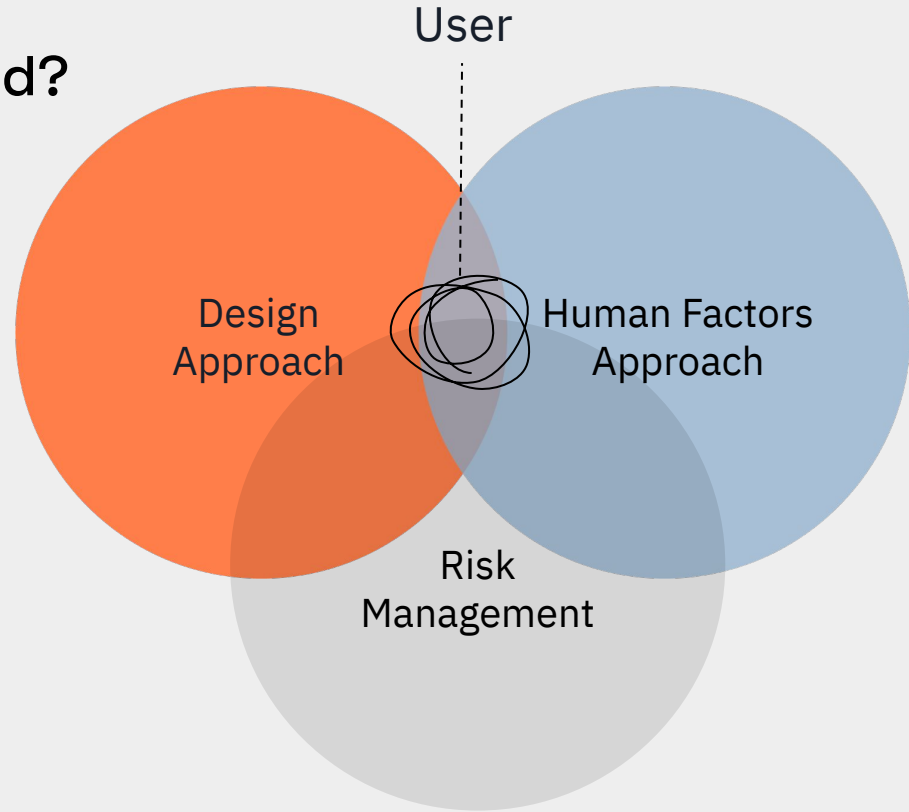 User
d?
Design
Approach
Human Factors
Approach
Risk
Management